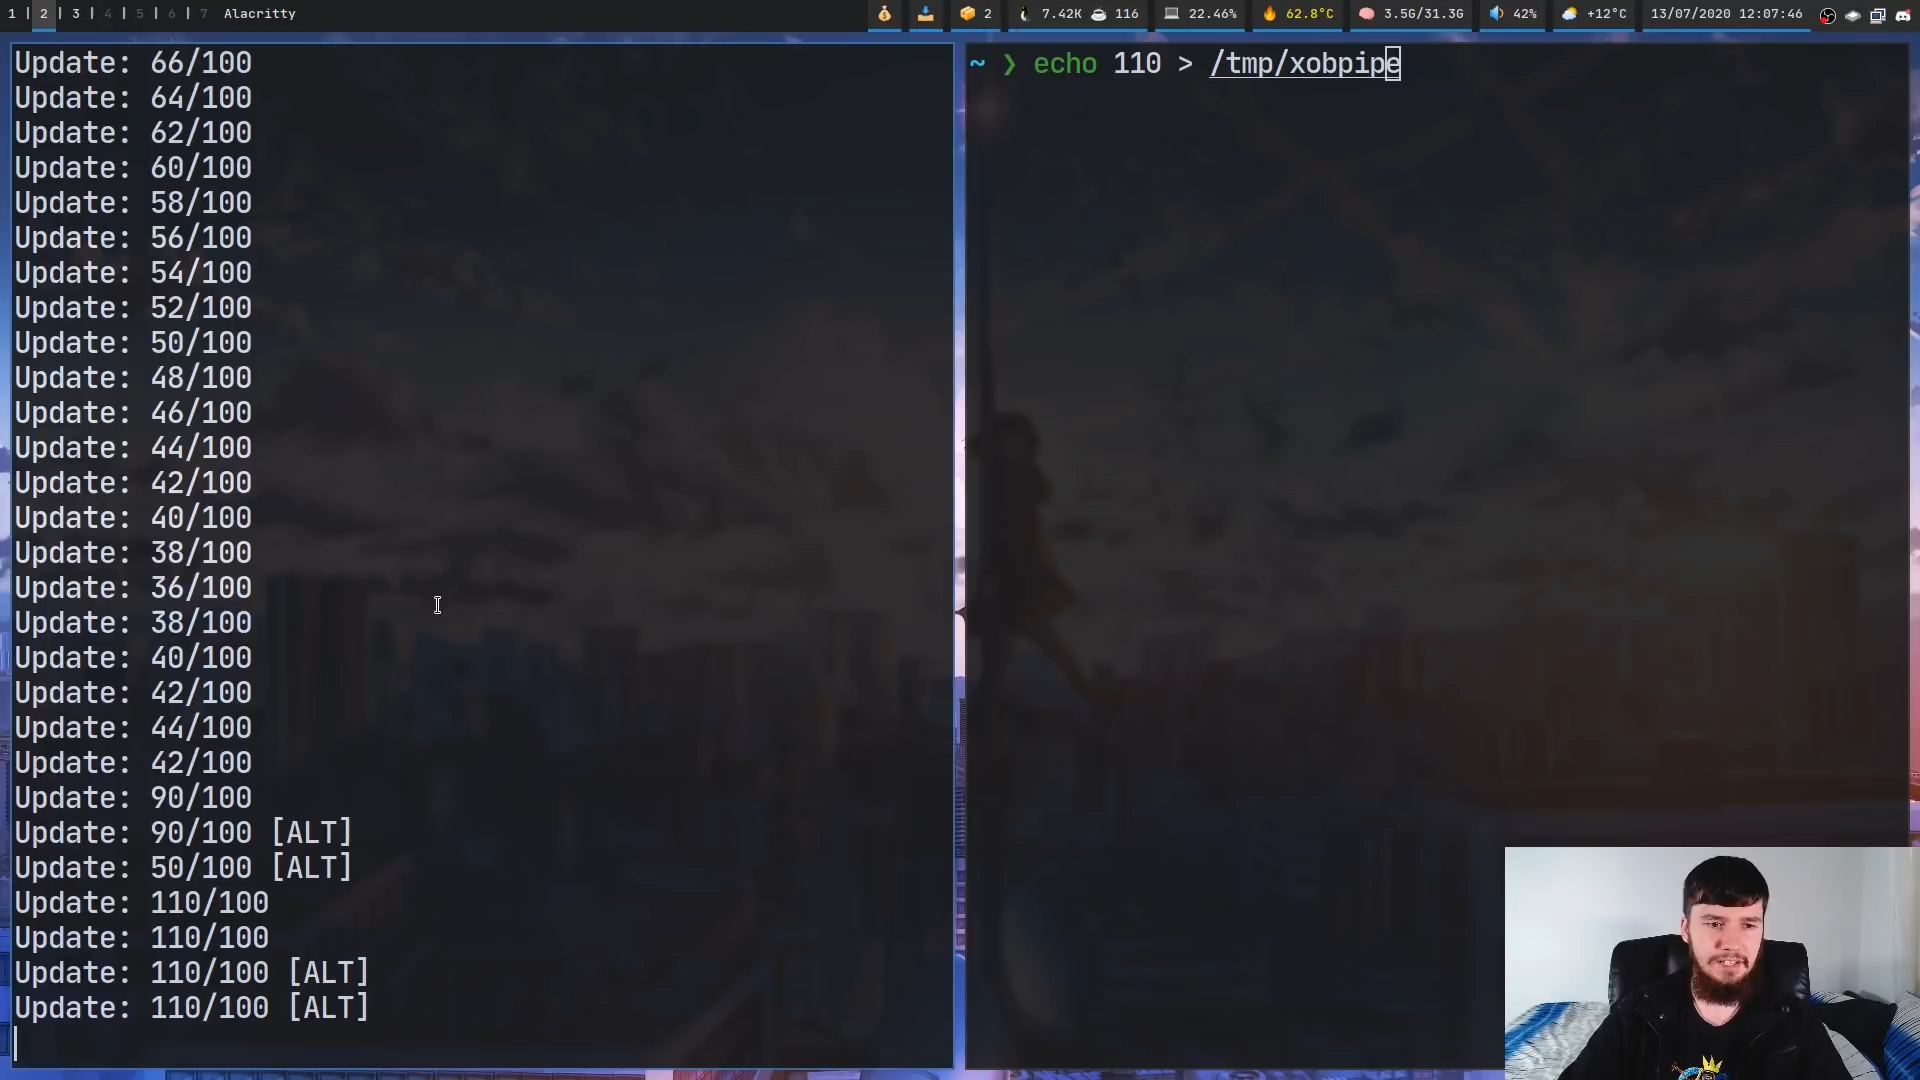 1 | 2 | 3 | 4 | 5 | 6 | 7 Alacritty
2 7.42K 116 22.46% 62.8°C 3.5G/31.3G 42% +12°C 13/07/2020 12:07:46
Update: 66/100
Update: 64/100
Update: 62/100
Update: 60/100
Update: 58/100
Update: 56/100
Update: 54/100
Update: 52/100
Update: 50/100
Update: 48/100
Update: 46/100
Update: 44/100
Update: 42/100
Update: 40/100
Update: 38/100
Update: 36/100
Update: 38/100
Update: 40/100
Update: 42/100
Update: 44/100
Update: 42/100
Update: 90/100
Update: 90/100 [ALT]
Update: 50/100 [ALT]
Update: 110/100
Update: 110/100
Update: 110/100 [ALT]
Update: 110/100 [ALT]
~ ❯ echo 110 > /tmp/xobpipe